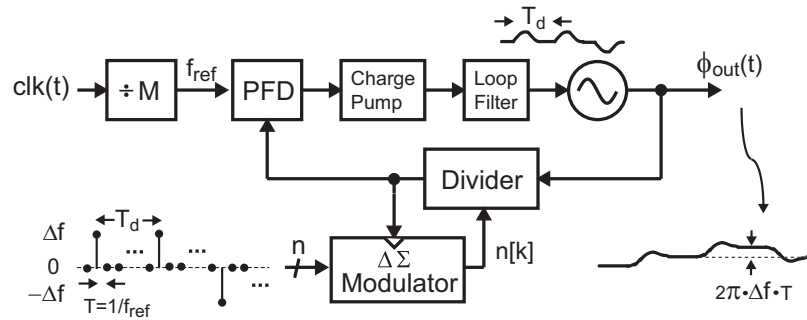 T_d
clk(t)
÷M
f_ref
PFD
Charge
Pump
Loop
Filter
ϕ_out(t)
Divider
Δf
T_d
...
...
0
...
−Δf
T=1/f_ref
n
ΔΣ
Modulator
n[k]
2π•Δf•T